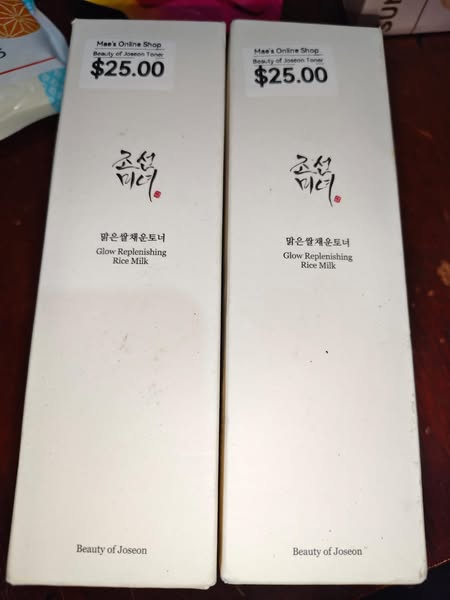 Mae's Online Shop
Beauty of Joseon Toner
$25.00
조선
미녀
맑은쌀채운토너
Glow Replenishing
Rice Milk
Beauty of Joseon
Mae's Online Shop
Beauty of Joseon Toner
$25.00
조선
미녀
맑은쌀채운토너
Glow Replenishing
Rice Milk
Beauty of Joseon